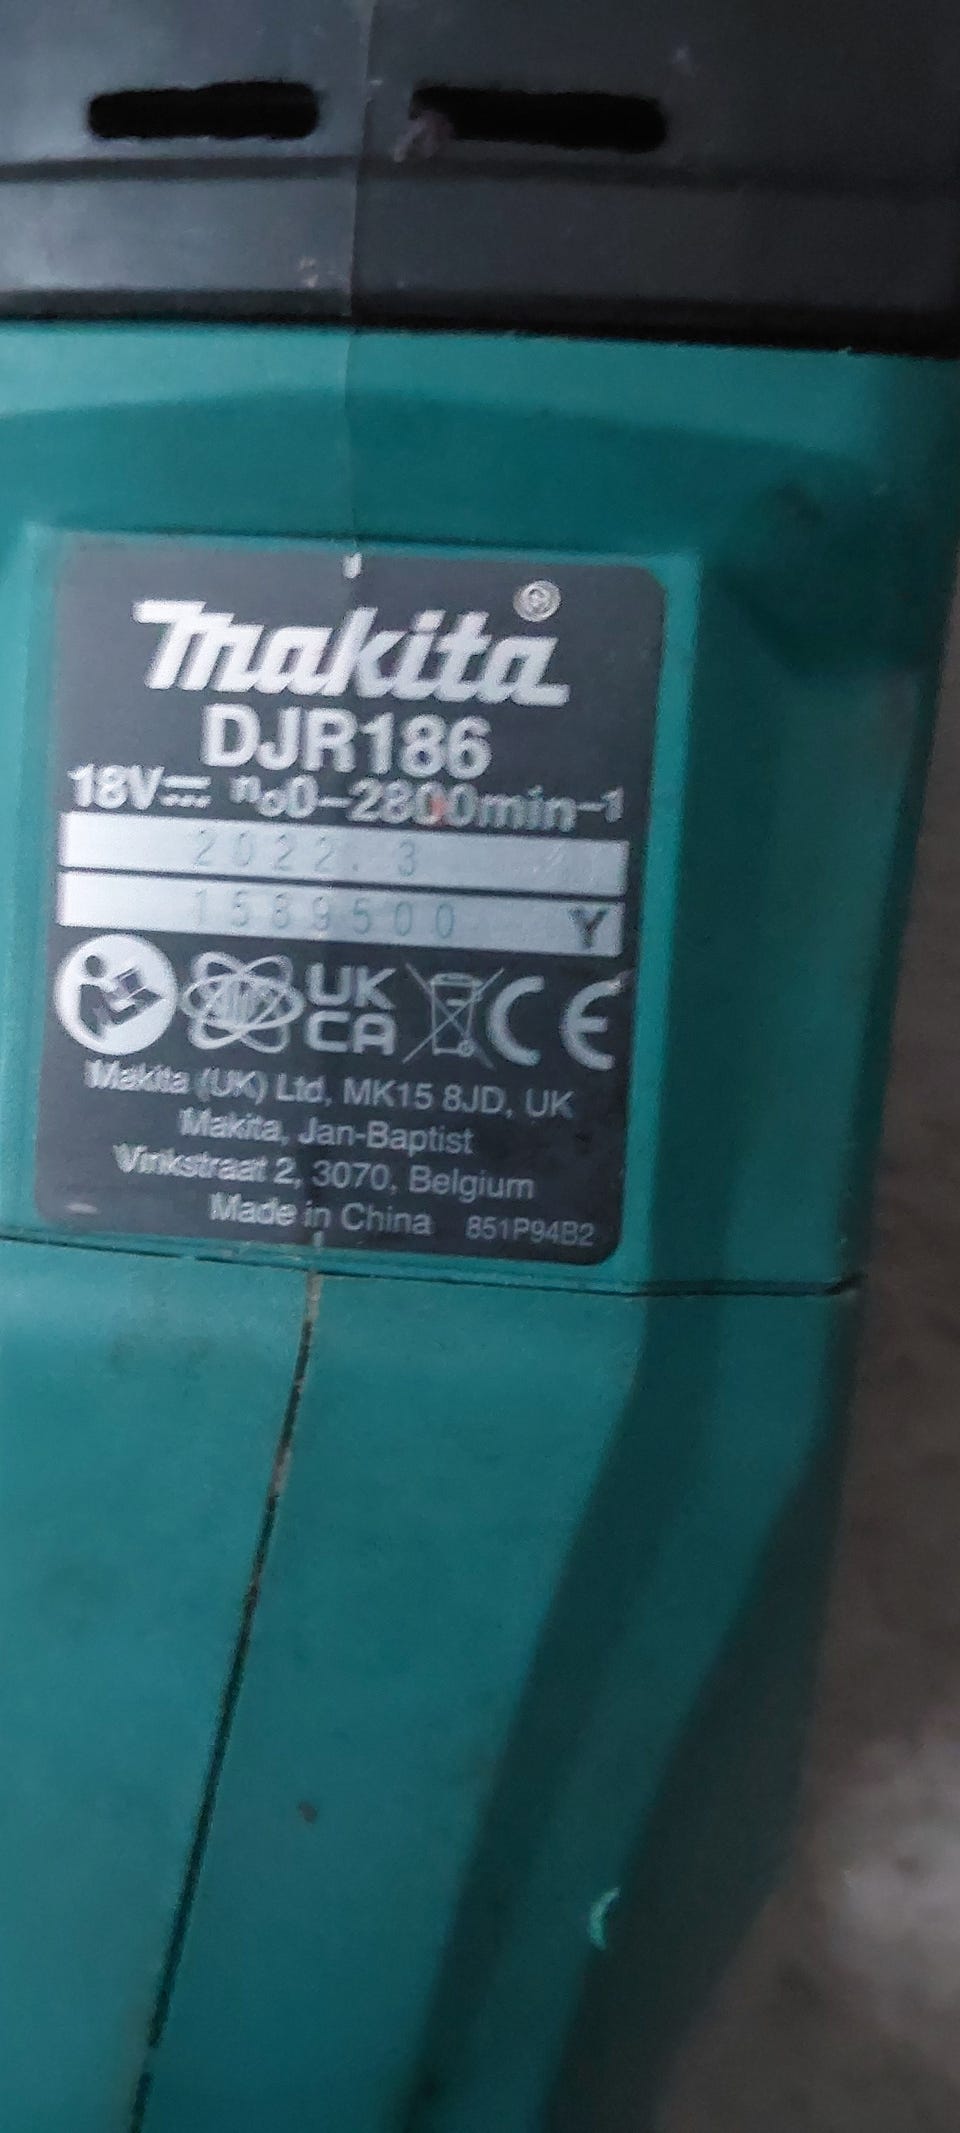 makita®
DJR186
18V⎓ n₀0-2800min-1
2022.3
1589500 Y
UK
CA
CE
Makita (UK) Ltd, MK15 8JD, UK
Makita, Jan-Baptist
Vinkstraat 2, 3070, Belgium
Made in China 851P94B2